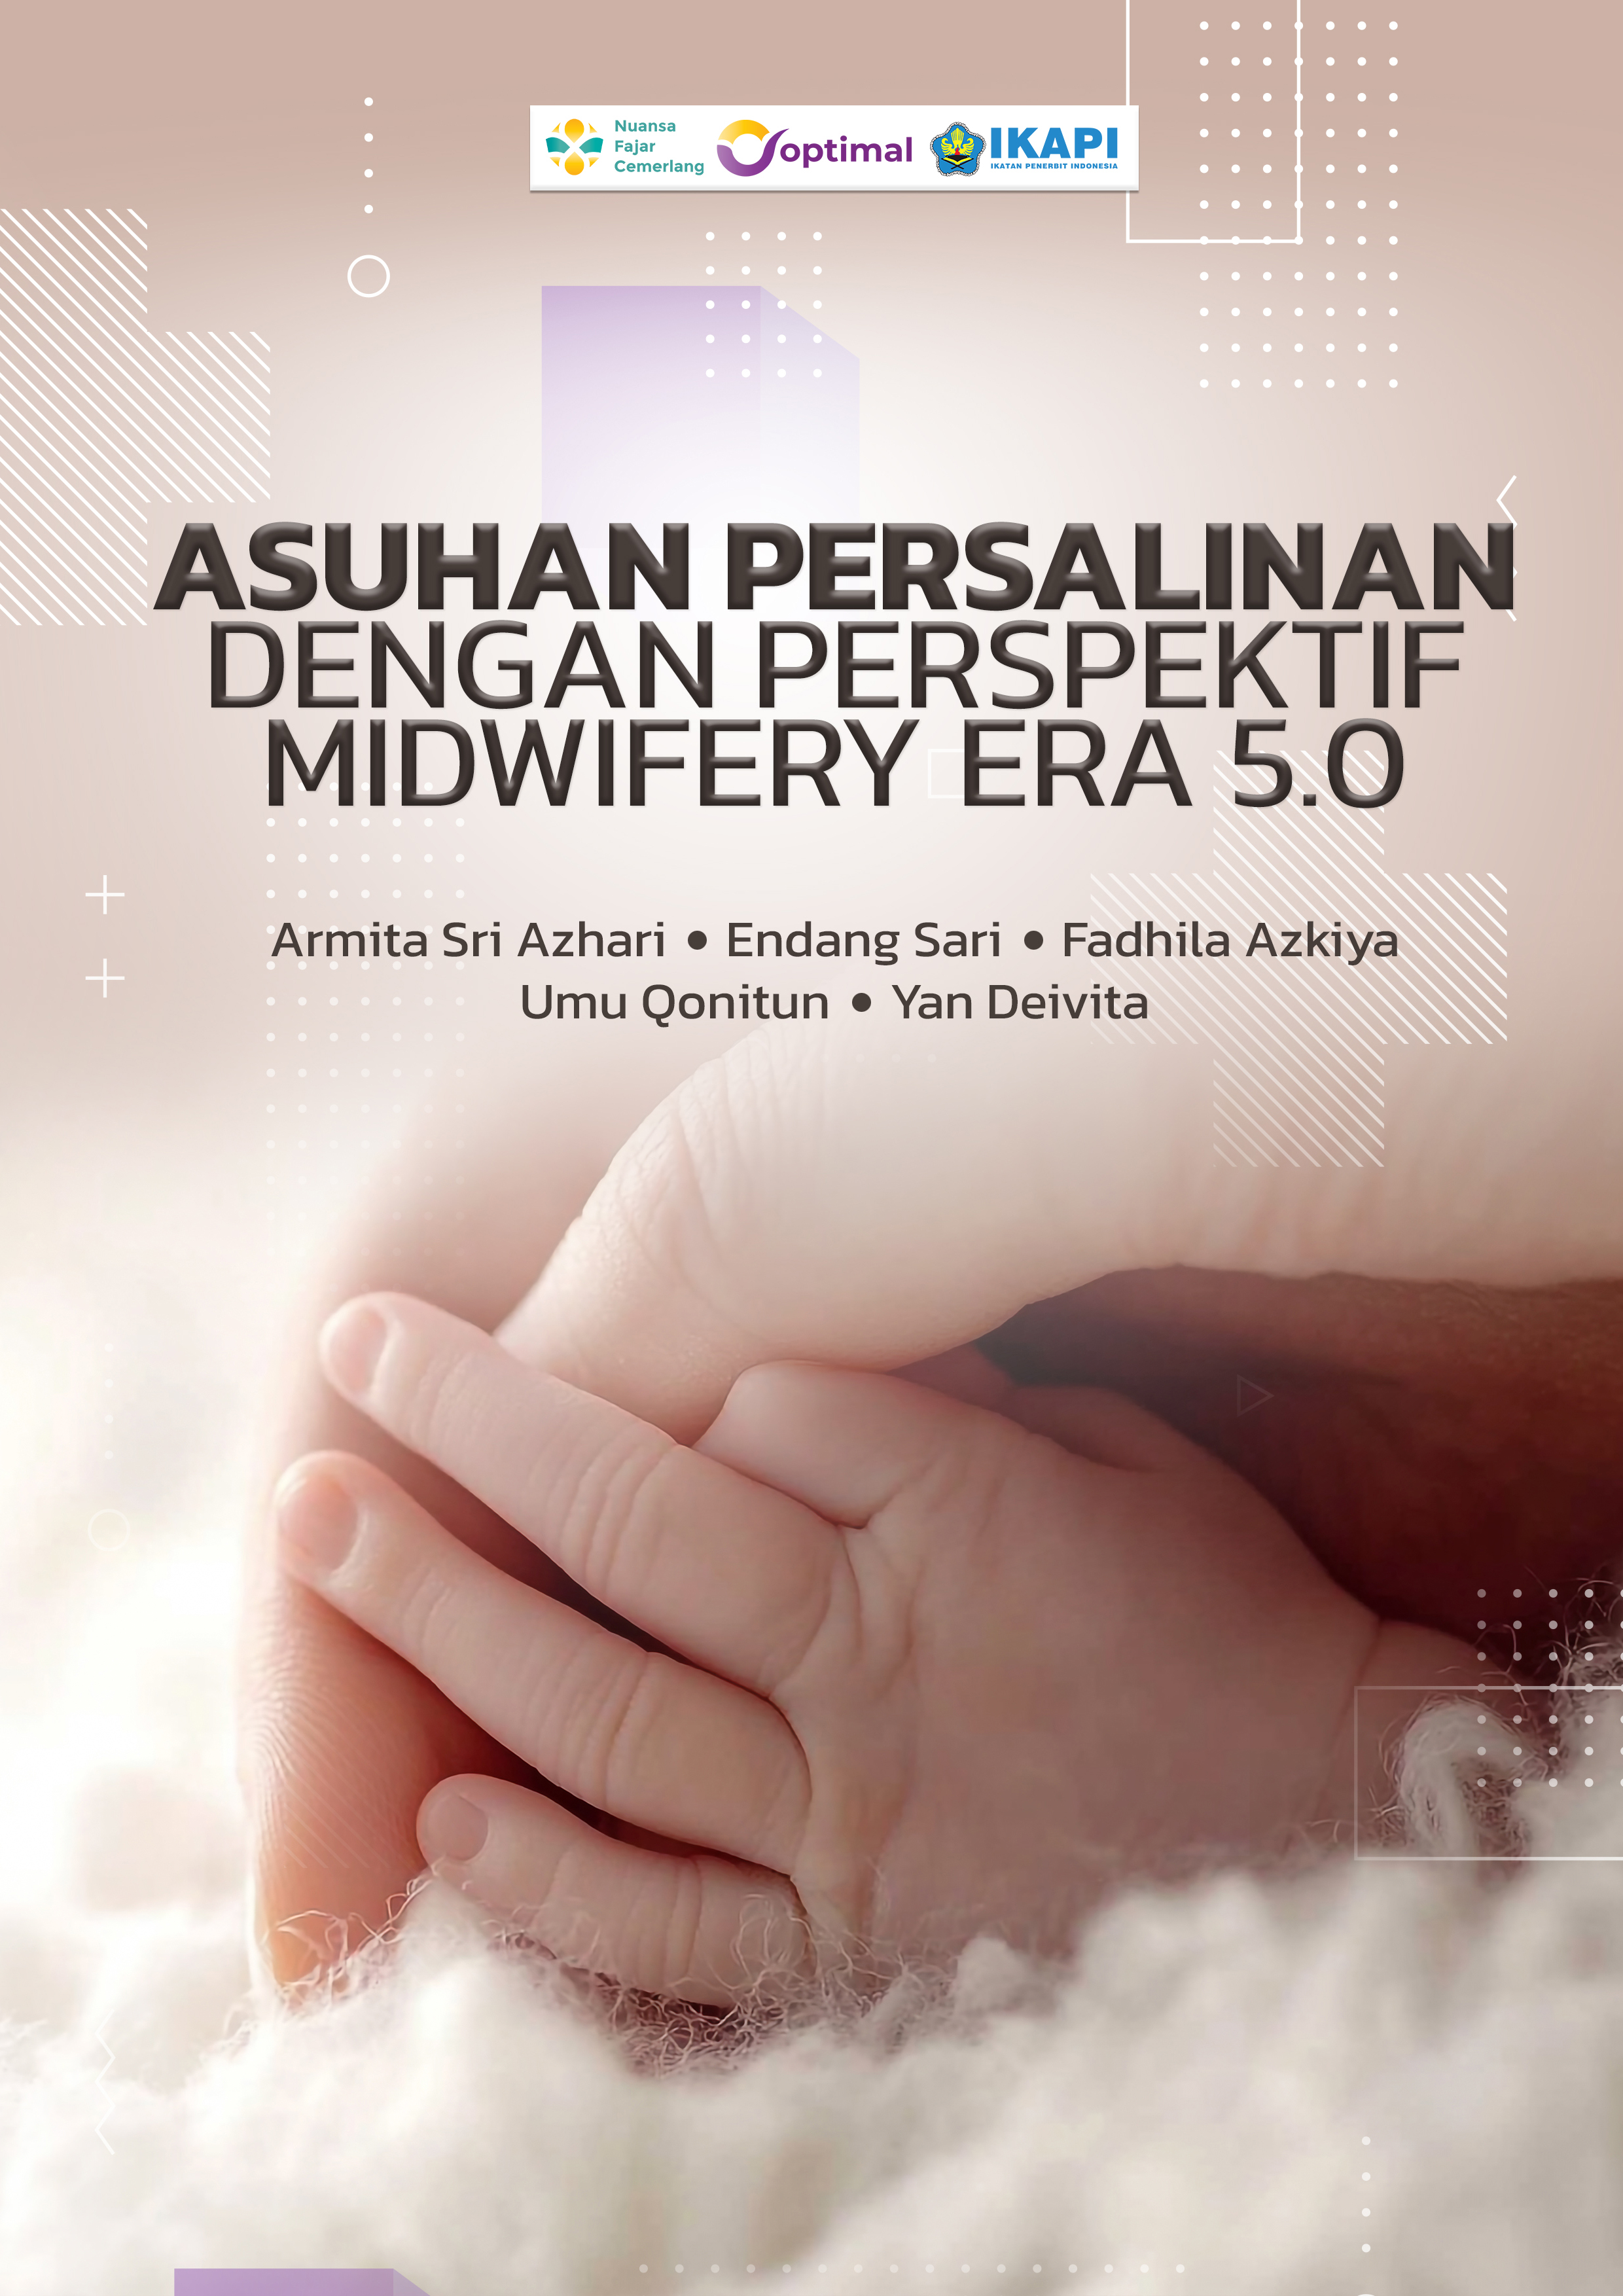 Nuansa
Fajar
Cemerlang
optimal
IKAPI
IKATAN PENERBIT INDONESIA
ASUHAN PERSALINAN
DENGAN PERSPEKTIF
MIDWIFERY ERA 5.0
Armita Sri Azhari • Endang Sari • Fadhila Azkiya
Umu Qonitun • Yan Deivita